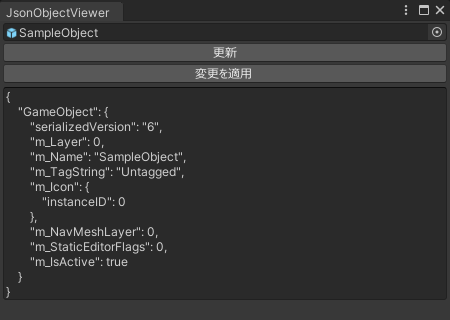 JsonObjectViewer
SampleObject
更新
変更を適用
{
  "GameObject": {
    "serializedVersion": "6",
    "m_Layer": 0,
    "m_Name": "SampleObject",
    "m_TagString": "Untagged",
    "m_Icon": {
      "instanceID": 0
    },
    "m_NavMeshLayer": 0,
    "m_StaticEditorFlags": 0,
    "m_IsActive": true
  }
}